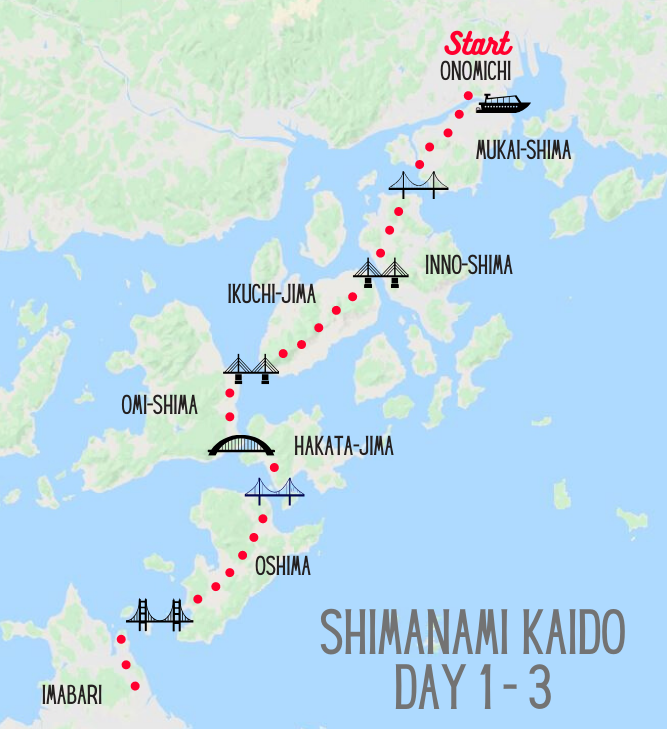 Start
ONOMICHI
MUKAI-SHIMA
INNO-SHIMA
IKUCHI-JIMA
OMI-SHIMA
HAKATA-JIMA
OSHIMA
SHIMANAMI KAIDO
DAY 1 - 3
IMABARI